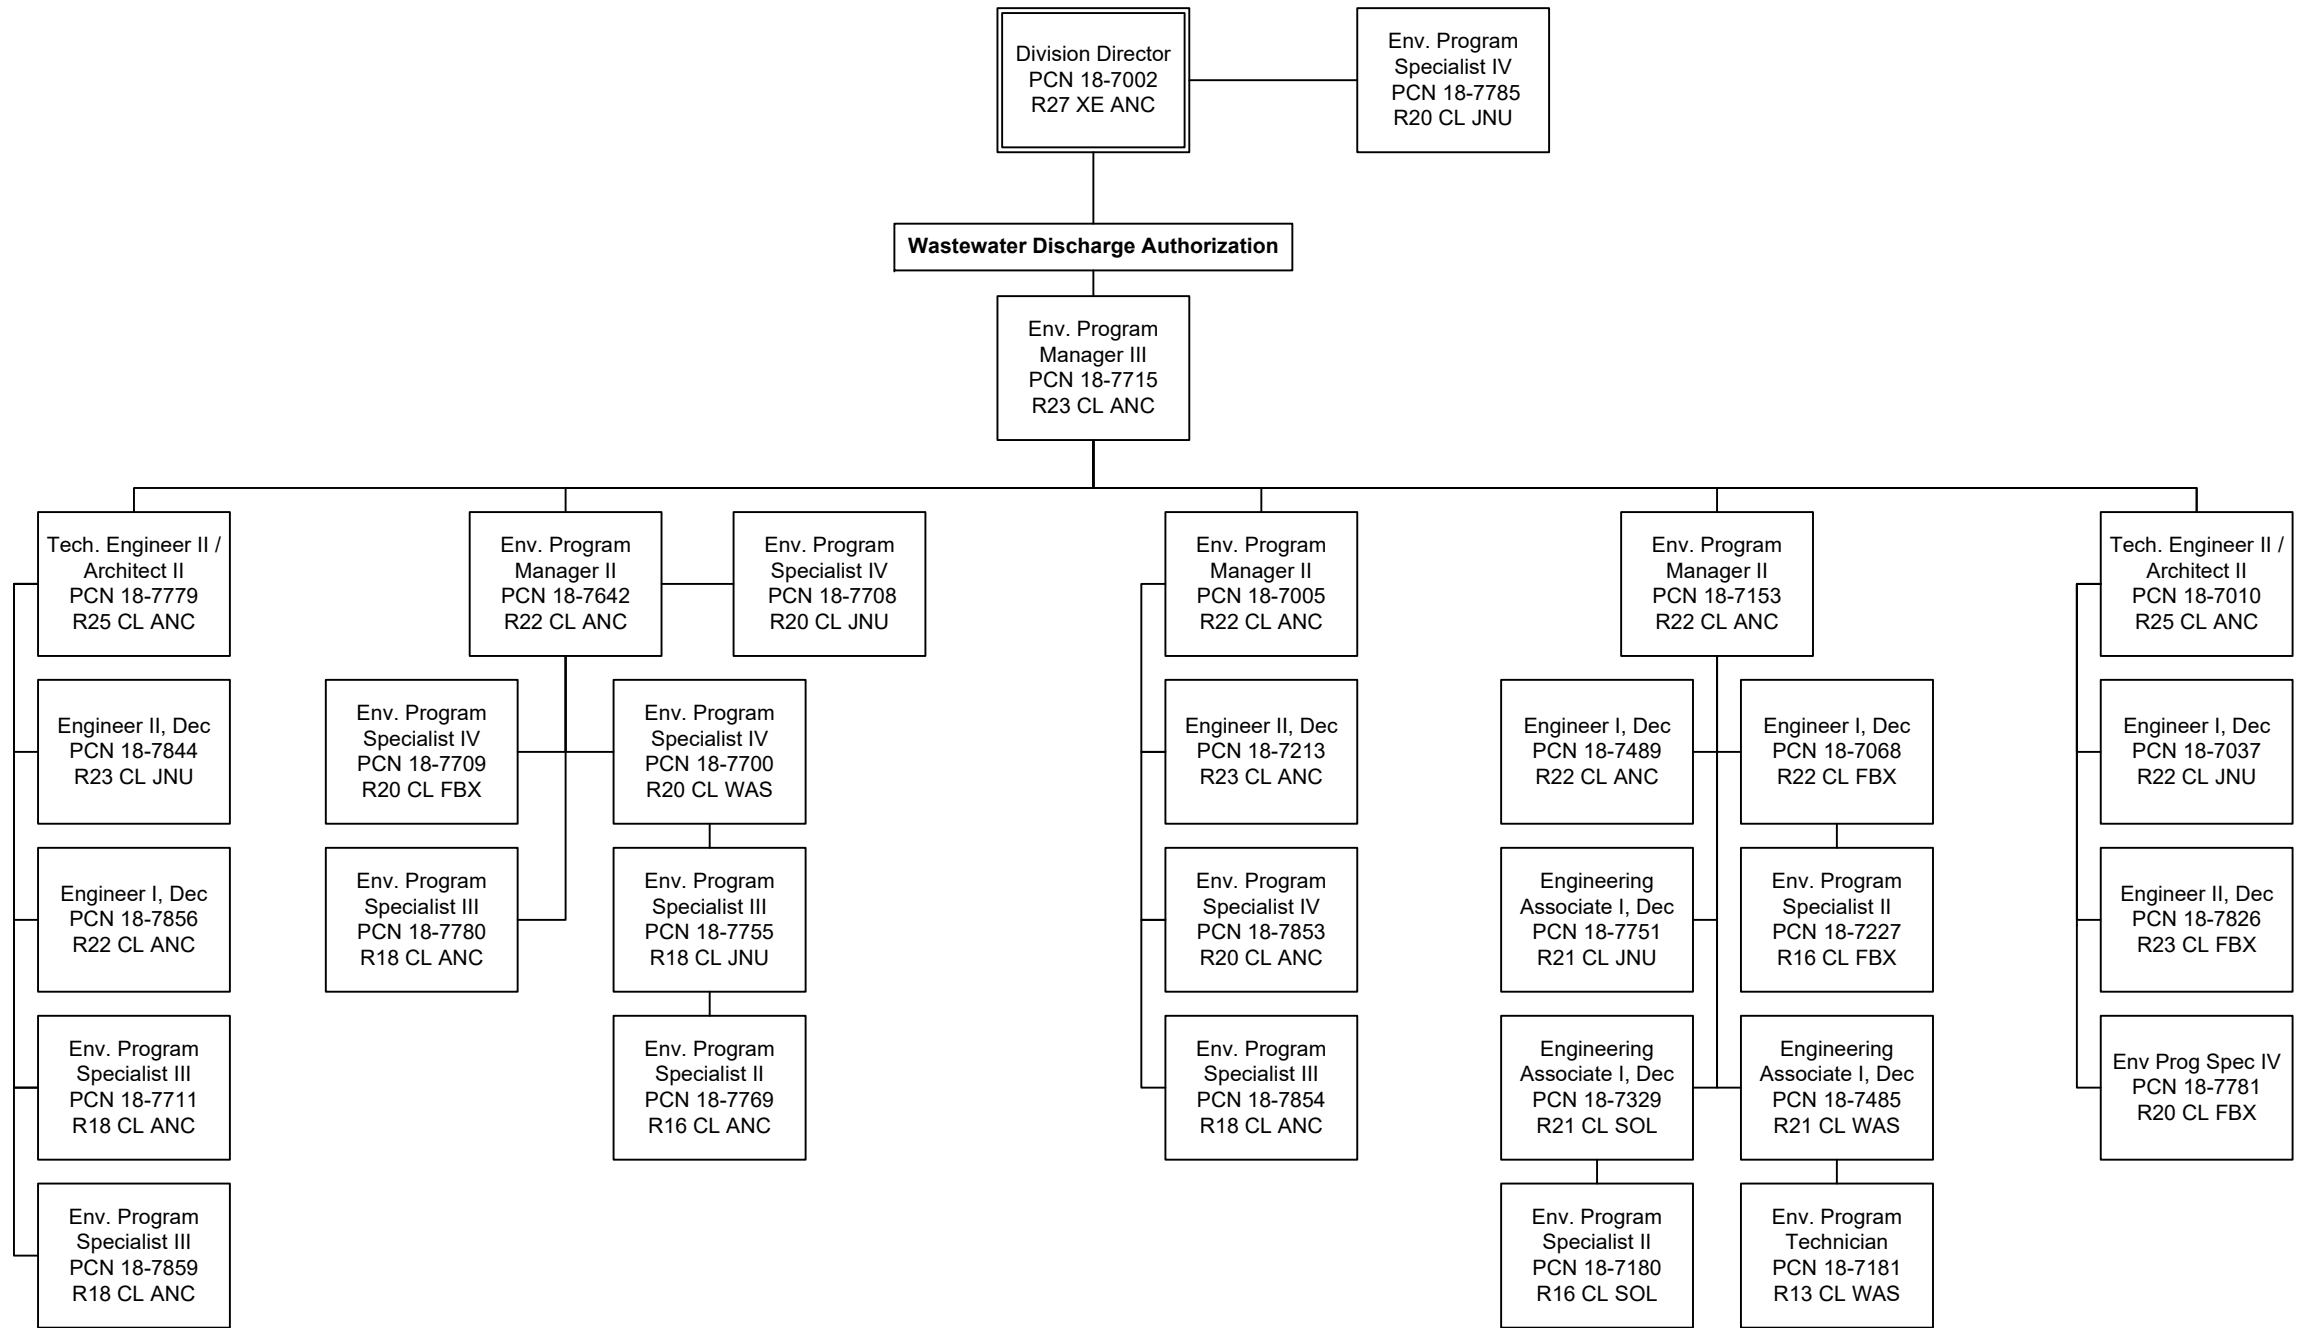 Division Director
PCN 18-7002
R27 XE ANC
Env. Program
Specialist IV
PCN 18-7785
R20 CL JNU
Wastewater Discharge Authorization
Env. Program
Manager III
PCN 18-7715
R23 CL ANC
Tech. Engineer II /
Architect II
PCN 18-7779
R25 CL ANC
Engineer II, Dec
PCN 18-7844
R23 CL JNU
Engineer I, Dec
PCN 18-7856
R22 CL ANC
Env. Program
Specialist III
PCN 18-7711
R18 CL ANC
Env. Program
Specialist III
PCN 18-7859
R18 CL ANC
Env. Program
Manager II
PCN 18-7642
R22 CL ANC
Env. Program
Specialist IV
PCN 18-7708
R20 CL JNU
Env. Program
Specialist IV
PCN 18-7709
R20 CL FBX
Env. Program
Specialist III
PCN 18-7780
R18 CL ANC
Env. Program
Specialist IV
PCN 18-7700
R20 CL WAS
Env. Program
Specialist III
PCN 18-7755
R18 CL JNU
Env. Program
Specialist II
PCN 18-7769
R16 CL ANC
Env. Program
Manager II
PCN 18-7005
R22 CL ANC
Engineer II, Dec
PCN 18-7213
R23 CL ANC
Env. Program
Specialist IV
PCN 18-7853
R20 CL ANC
Env. Program
Specialist III
PCN 18-7854
R18 CL ANC
Env. Program
Manager II
PCN 18-7153
R22 CL ANC
Engineer I, Dec
PCN 18-7489
R22 CL ANC
Engineering
Associate I, Dec
PCN 18-7751
R21 CL JNU
Engineering
Associate I, Dec
PCN 18-7329
R21 CL SOL
Env. Program
Specialist II
PCN 18-7180
R16 CL SOL
Engineer I, Dec
PCN 18-7068
R22 CL FBX
Env. Program
Specialist II
PCN 18-7227
R16 CL FBX
Engineering
Associate I, Dec
PCN 18-7485
R21 CL WAS
Env. Program
Technician
PCN 18-7181
R13 CL WAS
Tech. Engineer II /
Architect II
PCN 18-7010
R25 CL ANC
Engineer I, Dec
PCN 18-7037
R22 CL JNU
Engineer II, Dec
PCN 18-7826
R23 CL FBX
Env Prog Spec IV
PCN 18-7781
R20 CL FBX